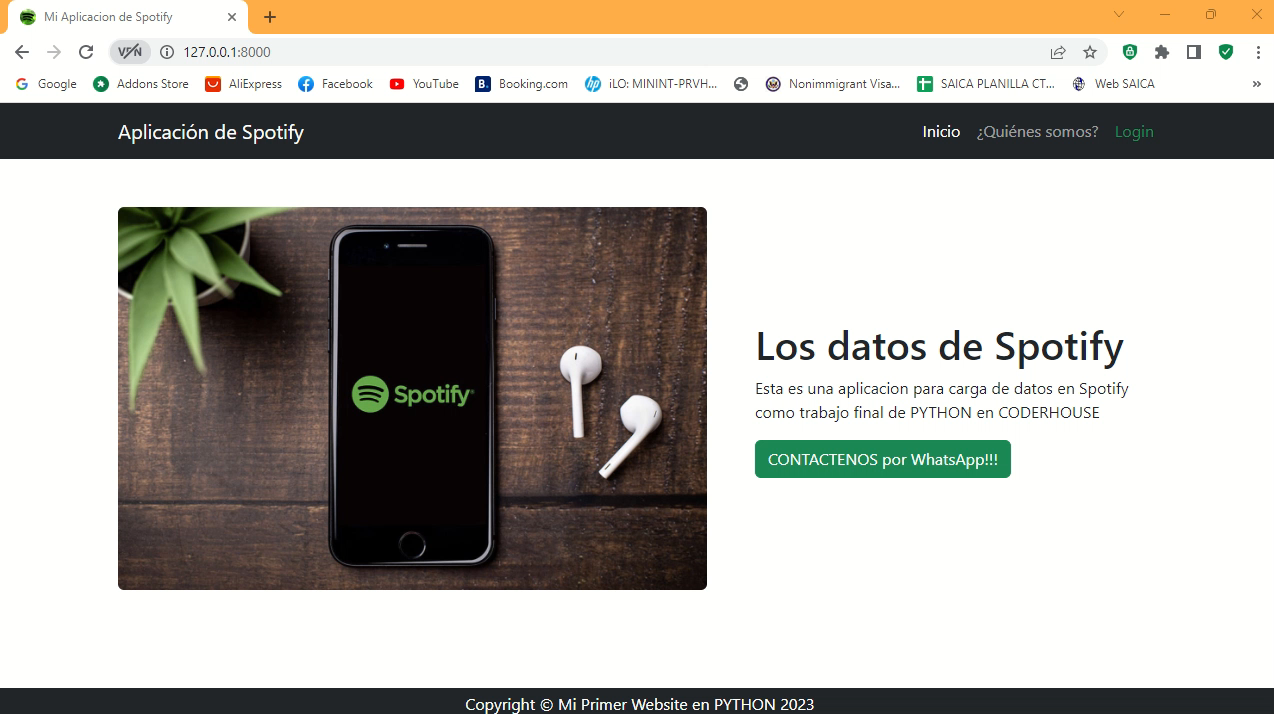 Mi Aplicacion de Spotify
VPN
127.0.0.1:8000
Google
Addons Store
AliExpress
Facebook
YouTube
B.
Booking.com
hp
iLO: MININT-PRVH...
Nonimmigrant Visa...
SAICA PLANILLA CT...
Web SAICA
»
Aplicación de Spotify
Inicio
¿Quiénes somos?
Login
Spotify®
Los datos de Spotify
Esta es una aplicacion para carga de datos en Spotify
como trabajo final de PYTHON en CODERHOUSE
CONTACTENOS por WhatsApp!!!
Copyright © Mi Primer Website en PYTHON 2023